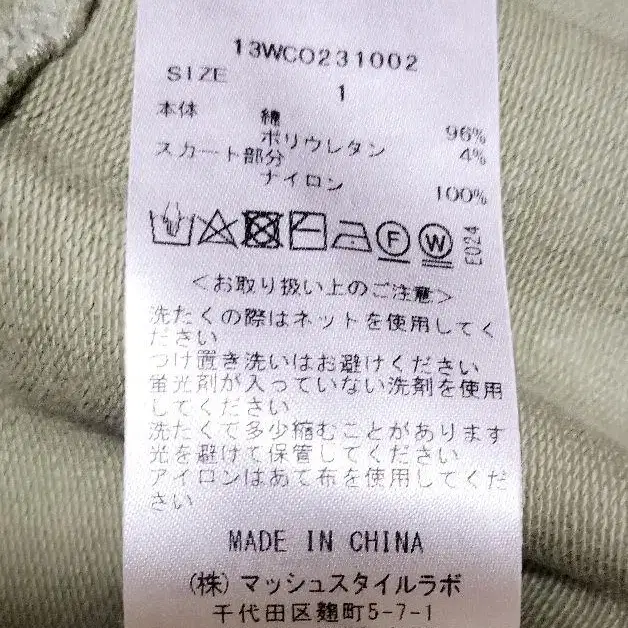 13WCO231002
SIZE
1
本体 綿 96%
ポリウレタン 4%
スカート部分
ナイロン 100%
F W E024
<お取り扱い上のご注意>
洗たくの際はネットを使用してく
ださい
つけ置き洗いはお避けください
蛍光剤が入っていない洗剤を使用
してください
洗たくで多少縮むことがあります
光を避けて保管してください
アイロンはあて布を使用してくだ
さい
MADE IN CHINA
(株) マッシュスタイルラボ
千代田区麹町5-7-1